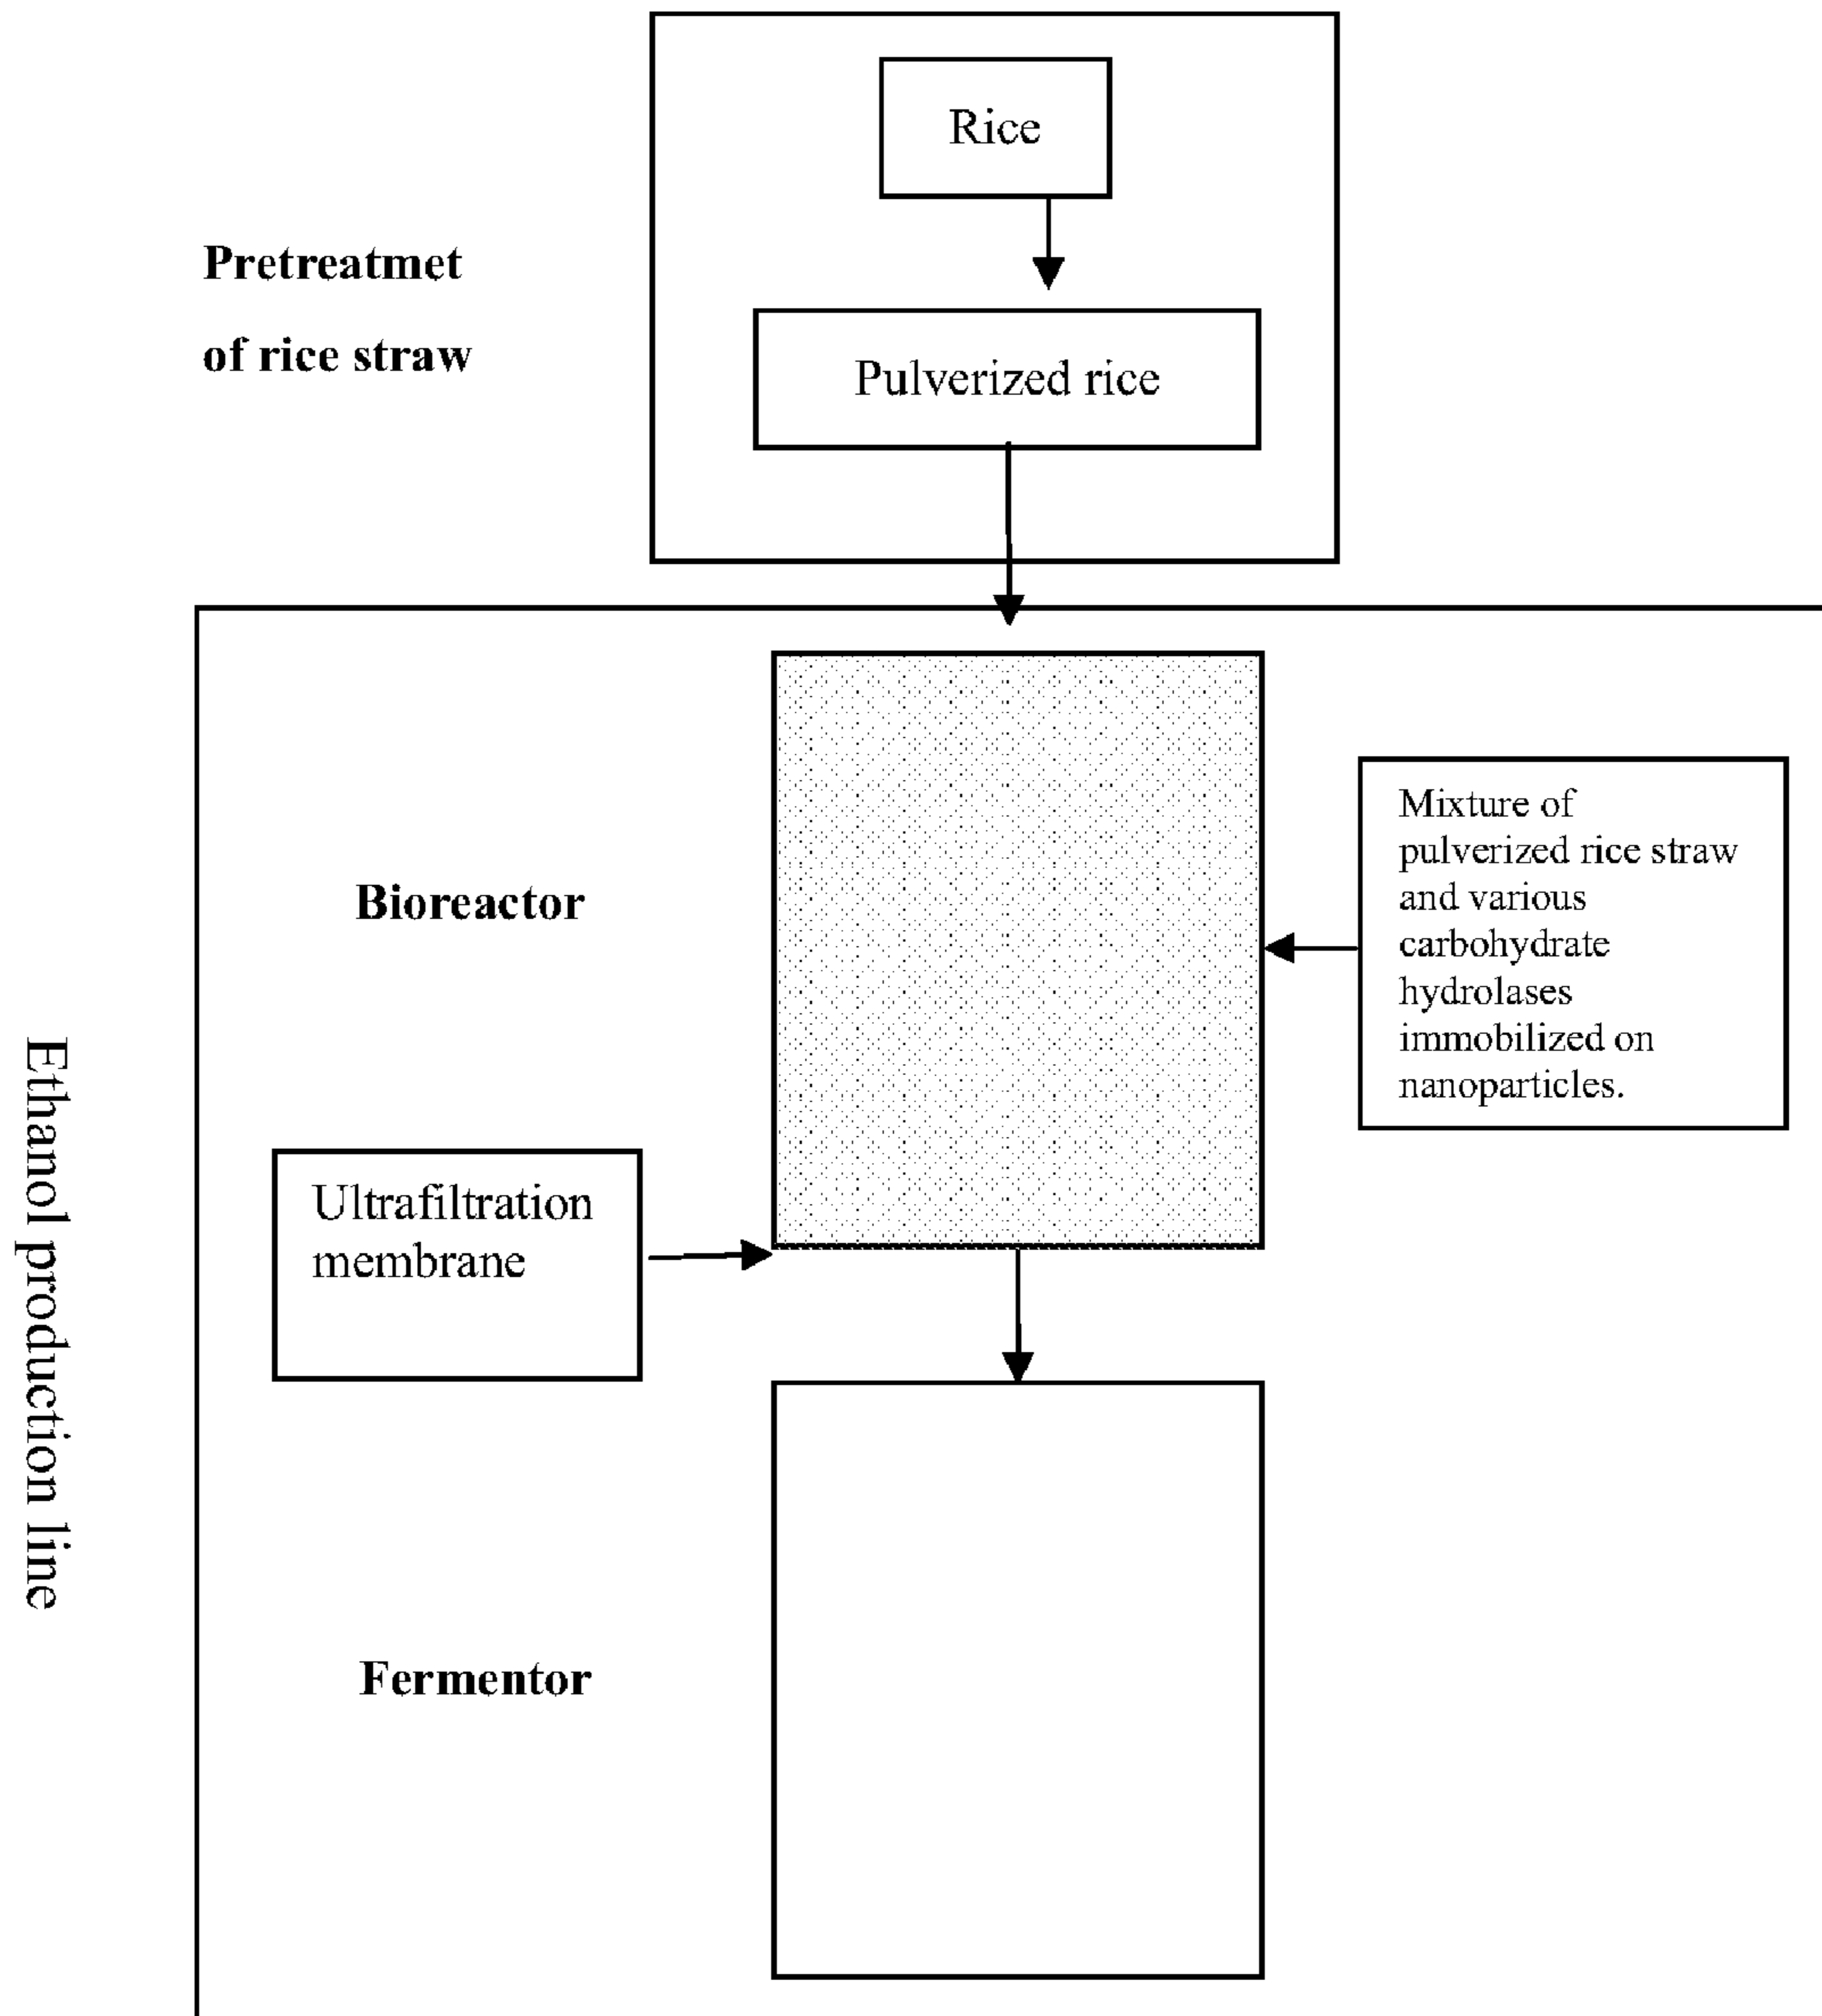 Rice
Pretreatmet
of rice straw
Pulverized rice
Mixture of
pulverized rice straw
and various
carbohydrate
hydrolases
immobilized on
nanoparticles.
Bioreactor
Ultrafiltration
membrane
Ethanol production line
Fermentor